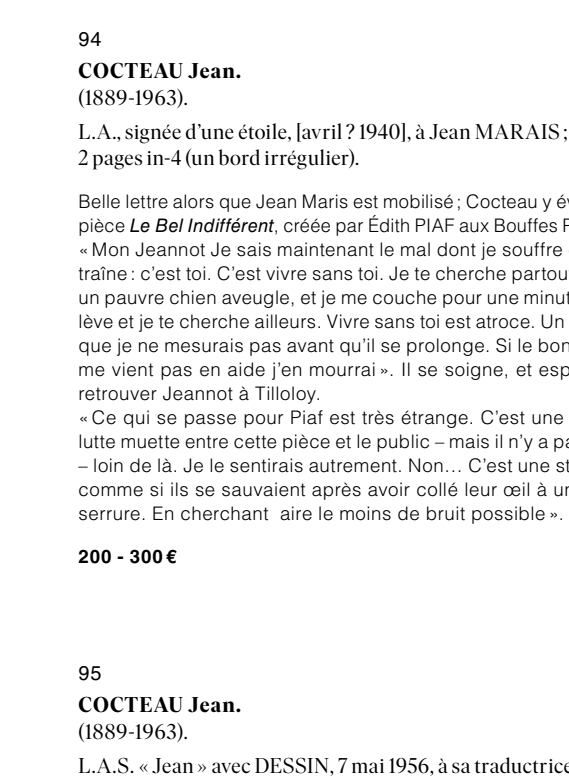 94
COCTEAU Jean.
(1889-1963).
L.A., signée d’une étoile, [avril ? 1940], à Jean MARAIS ;
2 pages in-4 (un bord irrégulier).
Belle lettre alors que Jean Maris est mobilisé ; Cocteau y
pièce Le Bel Indifférent, créée par Édith PIAF aux Bouffes
« Mon Jeannot Je sais maintenant le mal dont je souffre
traîne : c’est toi. C’est vivre sans toi. Je te cherche
un pauvre chien aveugle, et je me couche pour une
lève et je te cherche ailleurs. Vivre sans toi est atroce. Un
que je ne mesurais pas avant qu’il se prolonge. Si le bon
me vient pas en aide j’en mourrai ». Il se soigne, et
retrouver Jeannot à Tilloloy.
« Ce qui se passe pour Piaf est très étrange. C’est une
lutte muette entre cette pièce et le public – mais il n’y a
– loin de là. Je le sentirais autrement. Non… C’est une
comme si ils se sauvaient après avoir collé leur œil à
serrure. En cherchant aire le moins de bruit possible ».
200 - 300 €
95
COCTEAU Jean.
(1889-1963).
L.A.S. « Jean » avec DESSIN, 7 mai 1956, à sa traductrice